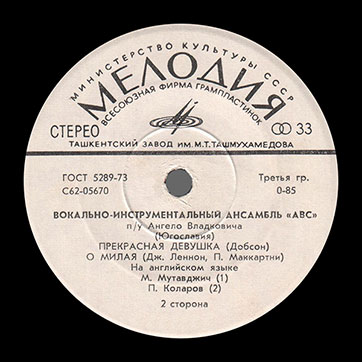 МИНИСТЕРСТВО КУЛЬТУРЫ СССР
МЕЛОДИЯ
ВСЕСОЮЗНАЯ ФИРМА ГРАМПЛАСТИНОК
СТЕРЕО 33
ТАШКЕНТСКИЙ ЗАВОД ИМ. М.Т.ТАШМУХАМЕДОВА
ГОСТ 5289-73 Третья гр.
С62-05670 0-85
ВОКАЛЬНО-ИНСТРУМЕНТАЛЬНЫЙ АНСАМБЛЬ «АВС»
п/у Ангело Владковича
(Югославия)
ПРЕКРАСНАЯ ДЕВУШКА (Добсон)
О МИЛАЯ (Дж. Леннон, П. Маккартни)
На английском языке
М. Мутавджич (1)
П. Коларов (2)
2 сторона